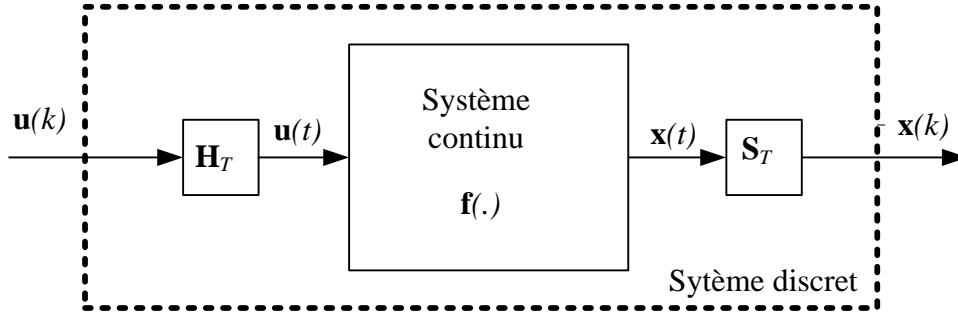 u(k)
H_T
u(t)
Système
continu
f(.)
x(t)
S_T
x(k)
Sytème discret